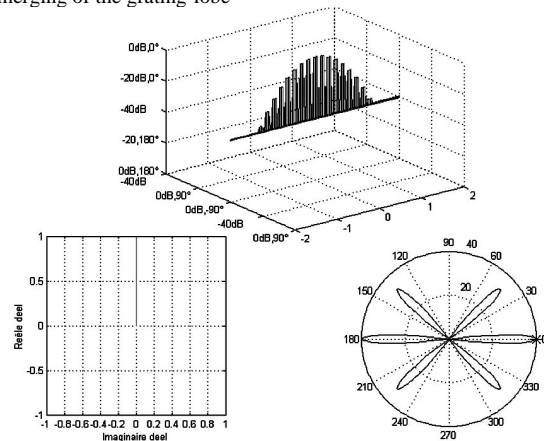 merging of the grating lobe
0dB,0°
-20dB,0°
-40dB
-20,180°
0dB,180°
-40dB
0dB,90°
0dB,-90°
-40dB
0dB,90°
-2
-1
0
1
2
1
0.5
0
-0.5
-1
Reële deel
-1 -0.8-0.6-0.4-0.2 0 0.2 0.4 0.6 0.8 1
Imaginaire deel
90
40
120
60
20
150
30
180
0
210
330
240
300
270